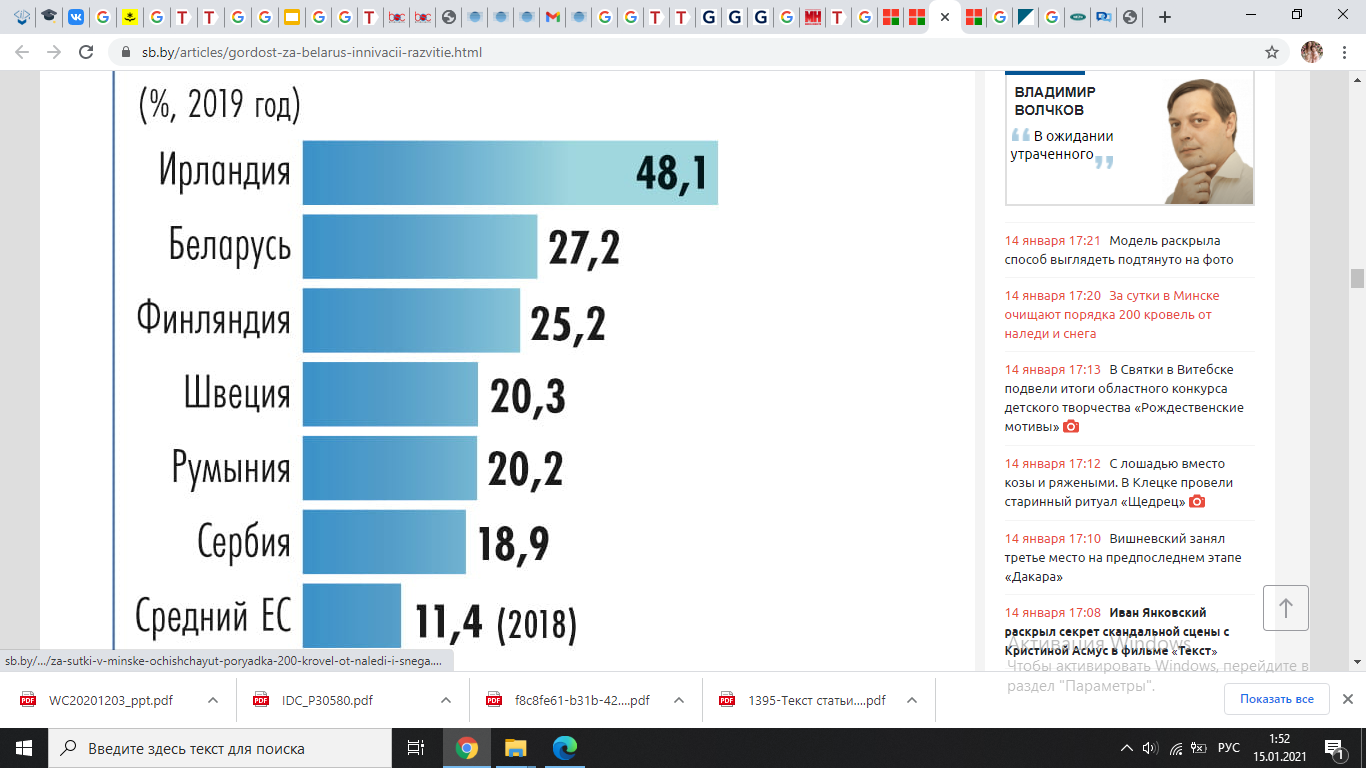 sb.by/articles/gordost-za-belarus-innivacii-razvitie.html
(%, 2019 год)
Ирландия 48,1
Беларусь 27,2
Финляндия 25,2
Швеция 20,3
Румыния 20,2
Сербия 18,9
Средний ЕС 11,4 (2018)
ВЛАДИМИР
ВОЛЧКОВ
“ В ожидании
утраченного ”
14 января 17:21 Модель раскрыла
способ выглядеть подтянуто на фото
14 января 17:20 За сутки в Минске
очищают порядка 200 кровель от
наледи и снега
14 января 17:13 В Святки в Витебске
подвели итоги областного конкурса
детского творчества «Рождественские
мотивы»
14 января 17:12 С лошадью вместо
козы и ряжеными. В Клецке провели
старинный ритуал «Щедрец»
14 января 17:10 Вишневский занял
третье место на предпоследнем этапе
«Дакара»
14 января 17:08 Иван Янковский
раскрыл секрет скандальной сцены с
Кристиной Асмус в фильме «Текст»
Активация Windows
Чтобы активировать Windows, перейдите в
раздел "Параметры".
sb.by/.../za-sutki-v-minske-ochishchayut-poryadka-200-krovel-ot-naledi-i-snega....
WC20201203_ppt.pdf
IDC_P30580.pdf
f8c8fe61-b31b-42....pdf
1395-Текст статьи....pdf
Показать все
Введите здесь текст для поиска
РУС
1:52
15.01.2021
1